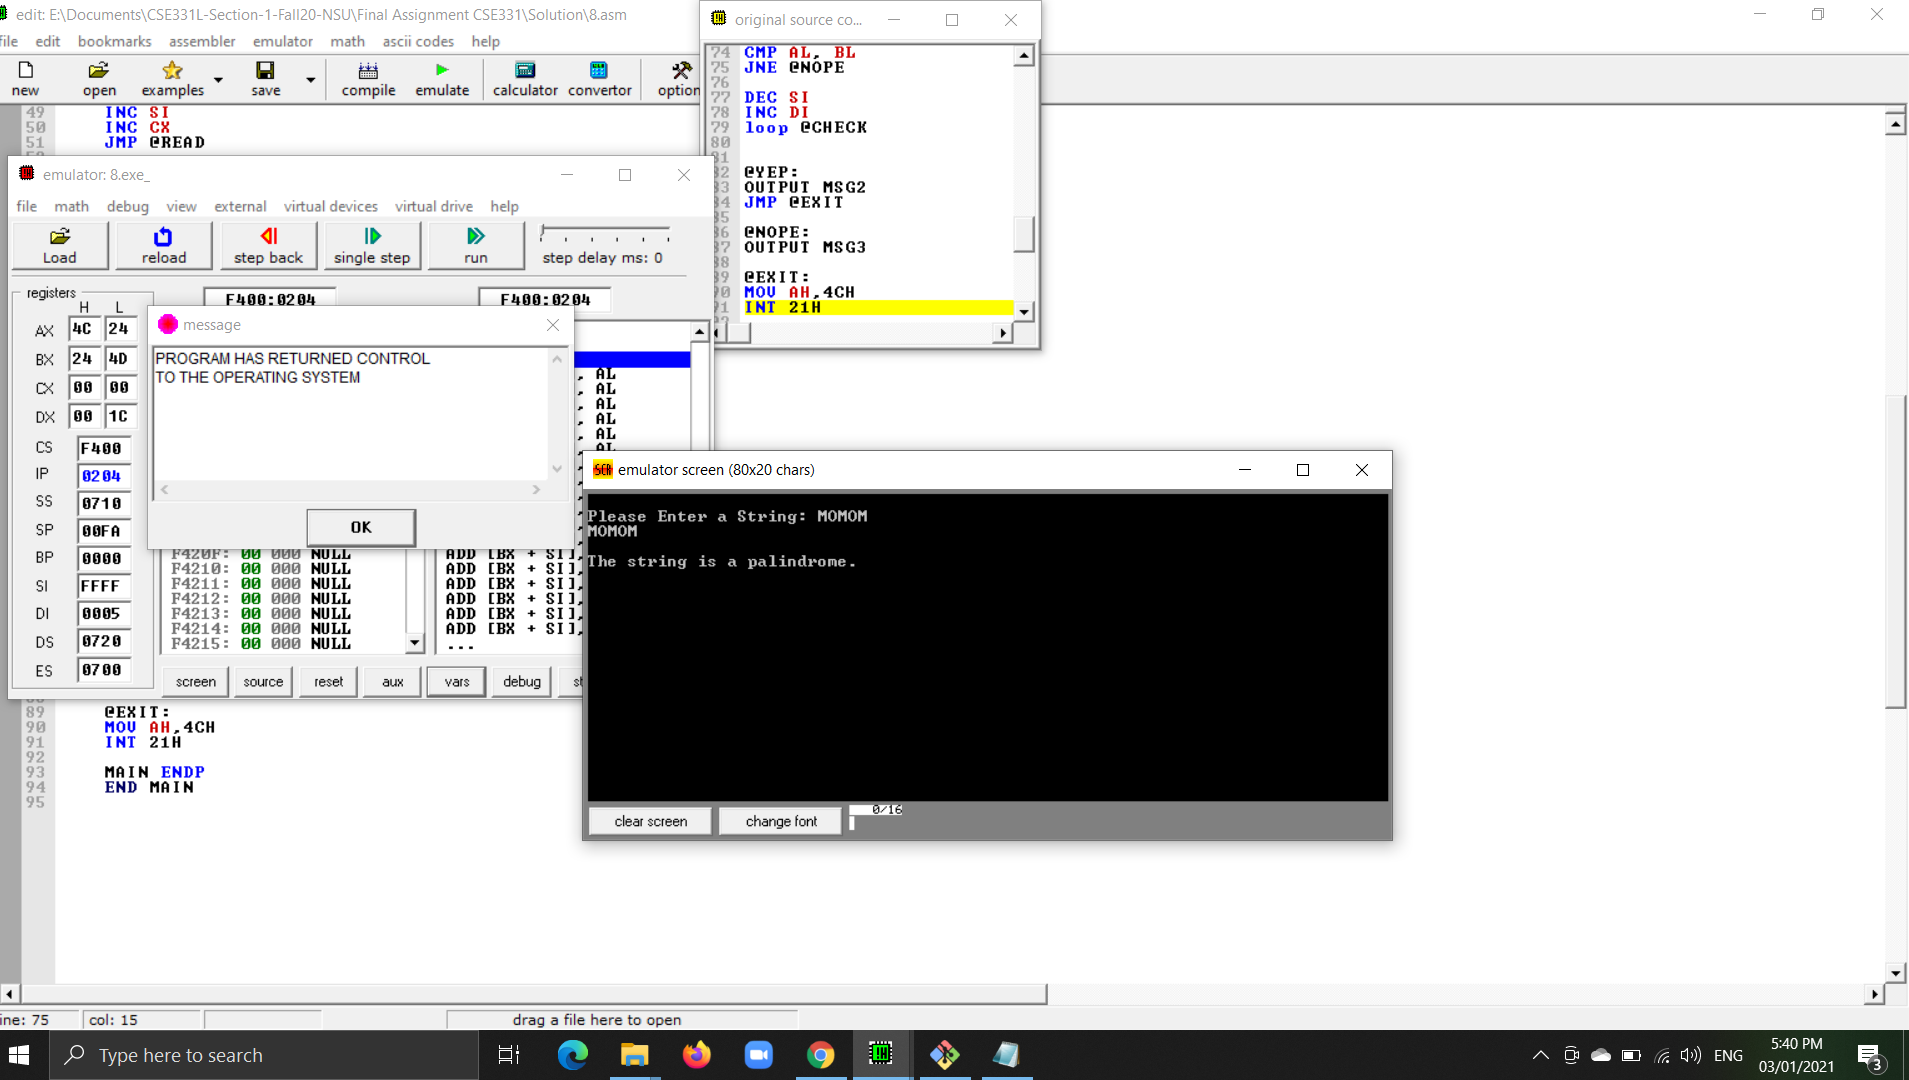 edit: E:\Documents\CSE331L-Section-1-Fall20-NSU\Final Assignment CSE331\Solution\8.asm
file edit bookmarks assembler emulator math ascii codes help
new open examples save compile emulate calculator convertor option
49 INC SI
50 INC CX
51 JMP @READ
original source co...
74 CMP AL, BL
75 JNE @NOPE
76
77 DEC SI
78 INC DI
79 loop @CHECK
80
81
82 @YEP:
83 OUTPUT MSG2
84 JMP @EXIT
85
86 @NOPE:
87 OUTPUT MSG3
88
89 @EXIT:
90 MOV AH,4CH
91 INT 21H
emulator: 8.exe_
file math debug view external virtual devices virtual drive help
Load reload step back single step run step delay ms: 0
registers
H L
F400:0204 F400:0204
AX 4C 24
BX 24 4D
CX 00 00
DX 00 1C
CS F400
IP 0204
SS 0710
SP 00FA
BP 0000
SI FFFF
DI 0005
DS 0720
ES 0700
message
PROGRAM HAS RETURNED CONTROL
TO THE OPERATING SYSTEM
OK
, AL
, AL
, AL
, AL
, AL
, AL
F420F: 00 000 NULL ADD [BX + SI],
F4210: 00 000 NULL ADD [BX + SI],
F4211: 00 000 NULL ADD [BX + SI],
F4212: 00 000 NULL ADD [BX + SI],
F4213: 00 000 NULL ADD [BX + SI],
F4214: 00 000 NULL ADD [BX + SI],
F4215: 00 000 NULL ...
screen source reset aux vars debug st
emulator screen (80x20 chars)
Please Enter a String: MOMOM
MOMOM
The string is a palindrome.
clear screen change font 0/16
89 @EXIT:
90 MOV AH,4CH
91 INT 21H
92
93 MAIN ENDP
94 END MAIN
95
line: 75 col: 15 drag a file here to open
Type here to search
ENG
5:40 PM
03/01/2021
3